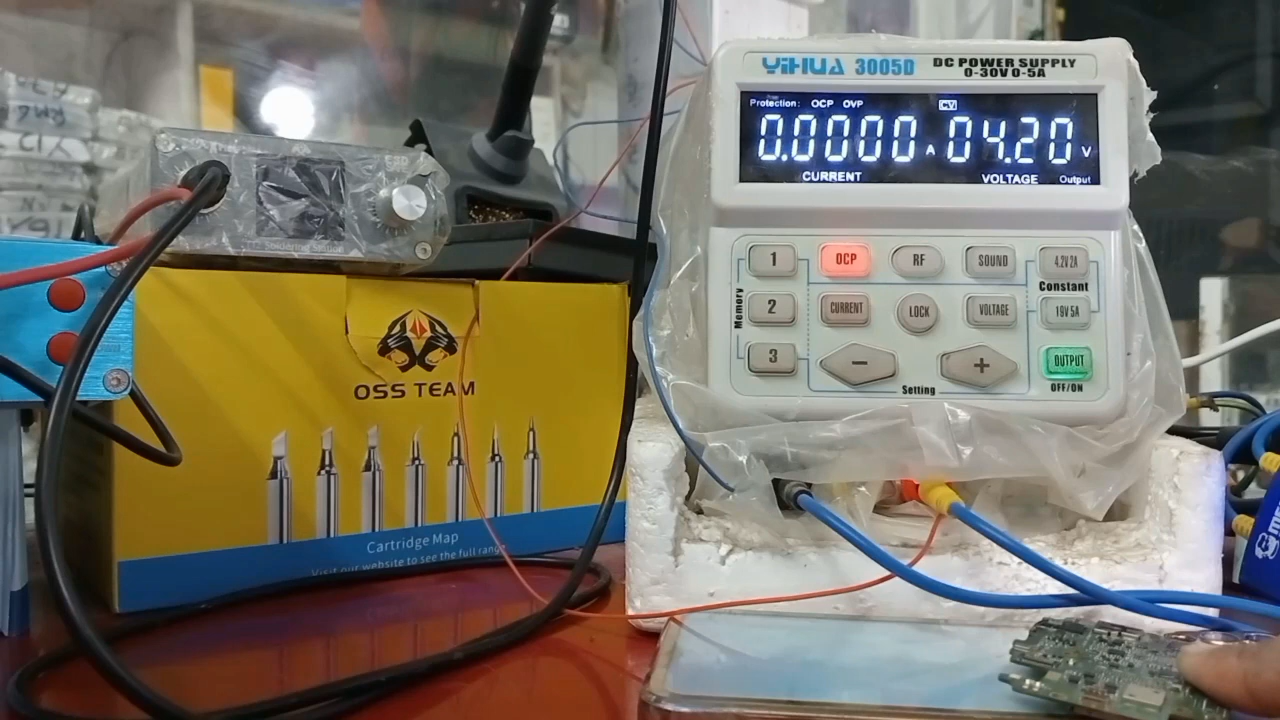 YIHUA 3005D DC POWER SUPPLY
0-30V 0-5A
Protection: OCP OVP CV
0.0000 A 04.20 V
CURRENT VOLTAGE Output
1 OCP RF SOUND 4.2V 2A
Constant
Memory
2 CURRENT LOCK VOLTAGE 19V 5A
3 - + OUTPUT
Setting OFF/ON
Soldering Station
OSS TEAM
Cartridge Map
Visit our website to see the full range